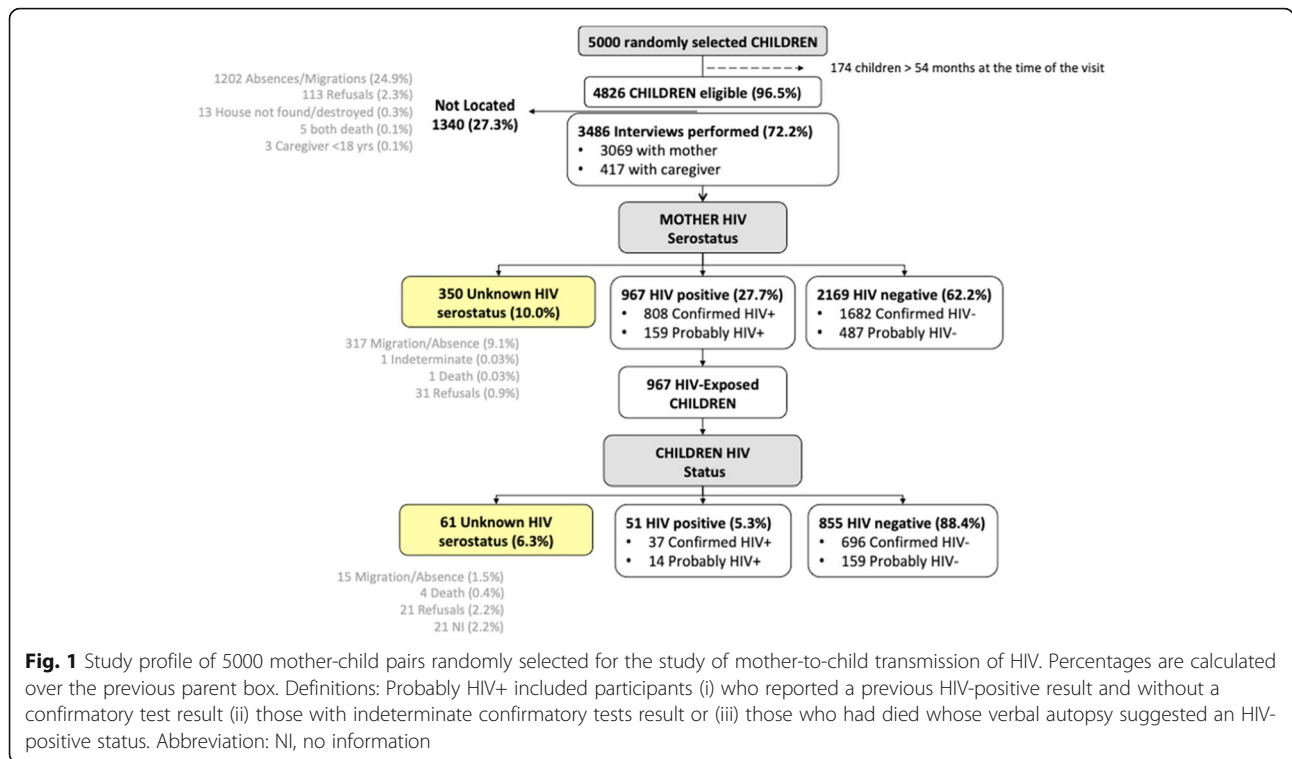 5000 randomly selected CHILDREN
174 children > 54 months at the time of the visit
4826 CHILDREN eligible (96.5%)
1202 Absences/Migrations (24.9%)
113 Refusals (2.3%)
13 House not found/destroyed (0.3%)
5 both death (0.1%)
3 Caregiver <18 yrs (0.1%)
Not Located
1340 (27.3%)
3486 Interviews performed (72.2%)
• 3069 with mother
• 417 with caregiver
MOTHER HIV
Serostatus
350 Unknown HIV
serostatus (10.0%)
317 Migration/Absence (9.1%)
1 Indeterminate (0.03%)
1 Death (0.03%)
31 Refusals (0.9%)
967 HIV positive (27.7%)
• 808 Confirmed HIV+
• 159 Probably HIV+
2169 HIV negative (62.2%)
• 1682 Confirmed HIV-
• 487 Probably HIV-
967 HIV-Exposed
CHILDREN
CHILDREN HIV
Status
61 Unknown HIV
serostatus (6.3%)
15 Migration/Absence (1.5%)
4 Death (0.4%)
21 Refusals (2.2%)
21 NI (2.2%)
51 HIV positive (5.3%)
• 37 Confirmed HIV+
• 14 Probably HIV+
855 HIV negative (88.4%)
• 696 Confirmed HIV-
• 159 Probably HIV-
Fig. 1 Study profile of 5000 mother-child pairs randomly selected for the study of mother-to-child transmission of HIV. Percentages are calculated
over the previous parent box. Definitions: Probably HIV+ included participants (i) who reported a previous HIV-positive result and without a
confirmatory test result (ii) those with indeterminate confirmatory tests result or (iii) those who had died whose verbal autopsy suggested an HIV-
positive status. Abbreviation: NI, no information